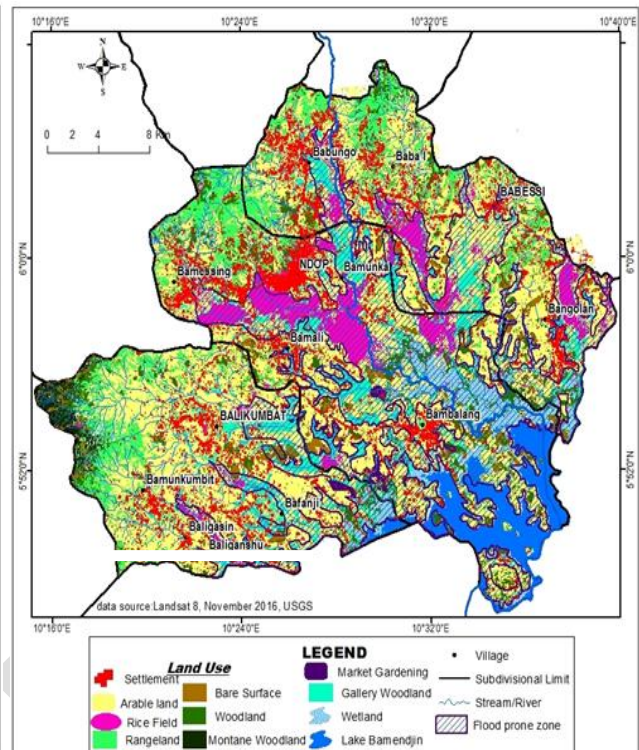 10°16'0"E 10°24'0"E 10°32'0"E 10°40'0"E
N
W E
S
0 2 4 8 Km
Babungo
Baba I
BABESSI
6°0'0"N 6°0'0"N
NDOP
Bamunka
Bamessing
Bangolan
Bamali
BALIKUMBAT
Bambalang
5°52'0"N 5°52'0"N
Bamunkumbit
Bafanji
Baligasin
Baliganshu
data source:Landsat 8, November 2016, USGS
10°16'0"E 10°24'0"E 10°32'0"E 10°40'0"E
LEGEND
Land Use
Settlement
Arable land
Rice Field
Rangeland
Bare Surface
Woodland
Montane Woodland
Market Gardening
Gallery Woodland
Wetland
Lake Bamendjin
Village
Subdivisional Limit
Stream/River
Flood prone zone